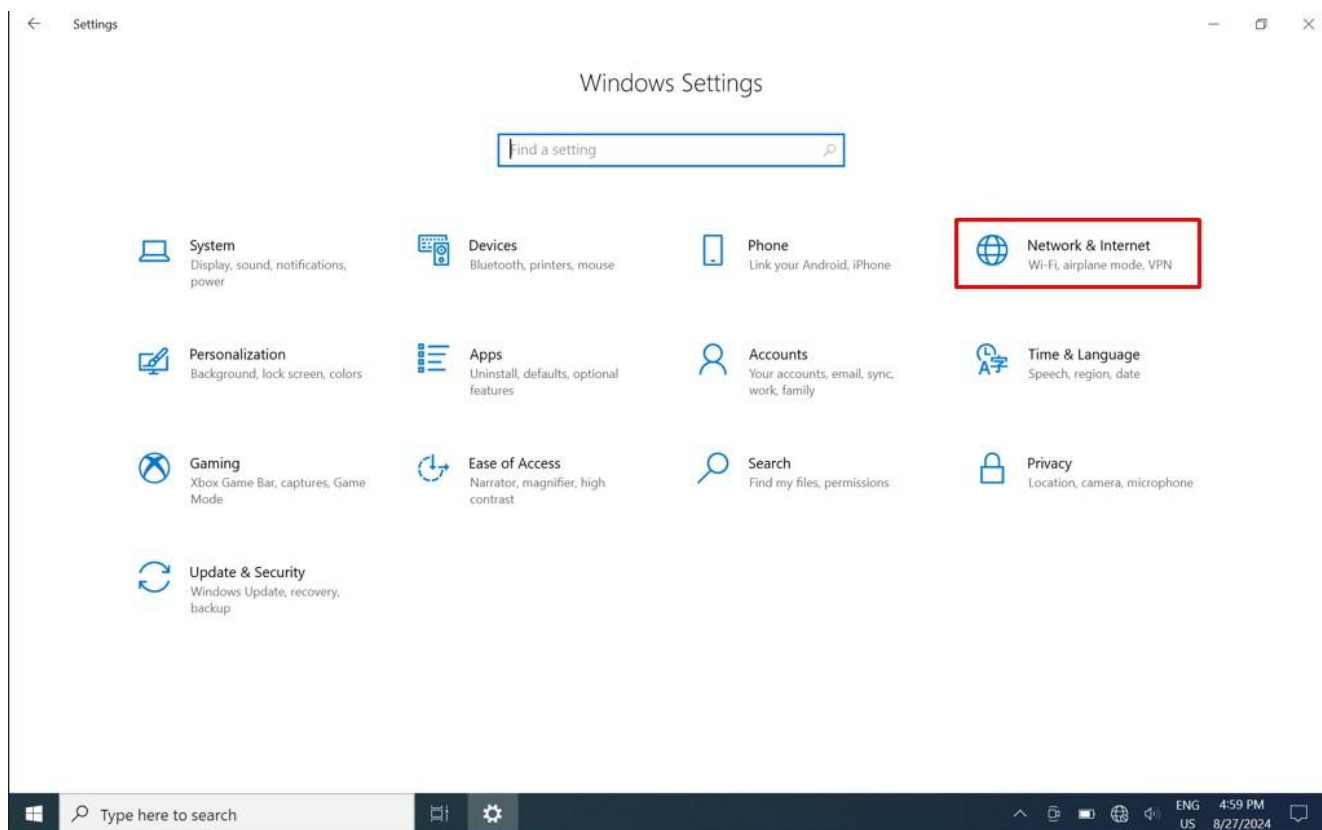 Settings
Windows Settings
Find a setting
System
Display, sound, notifications,
power
Devices
Bluetooth, printers, mouse
Phone
Link your Android, iPhone
Network & Internet
Wi-Fi, airplane mode, VPN
Personalization
Background, lock screen, colors
Apps
Uninstall, defaults, optional
features
Accounts
Your accounts, email, sync,
work, family
Time & Language
Speech, region, date
Gaming
Xbox Game Bar, captures, Game
Mode
Ease of Access
Narrator, magnifier, high
contrast
Search
Find my files, permissions
Privacy
Location, camera, microphone
Update & Security
Windows Update, recovery,
backup
Type here to search
ENG
US
4:59 PM
8/27/2024